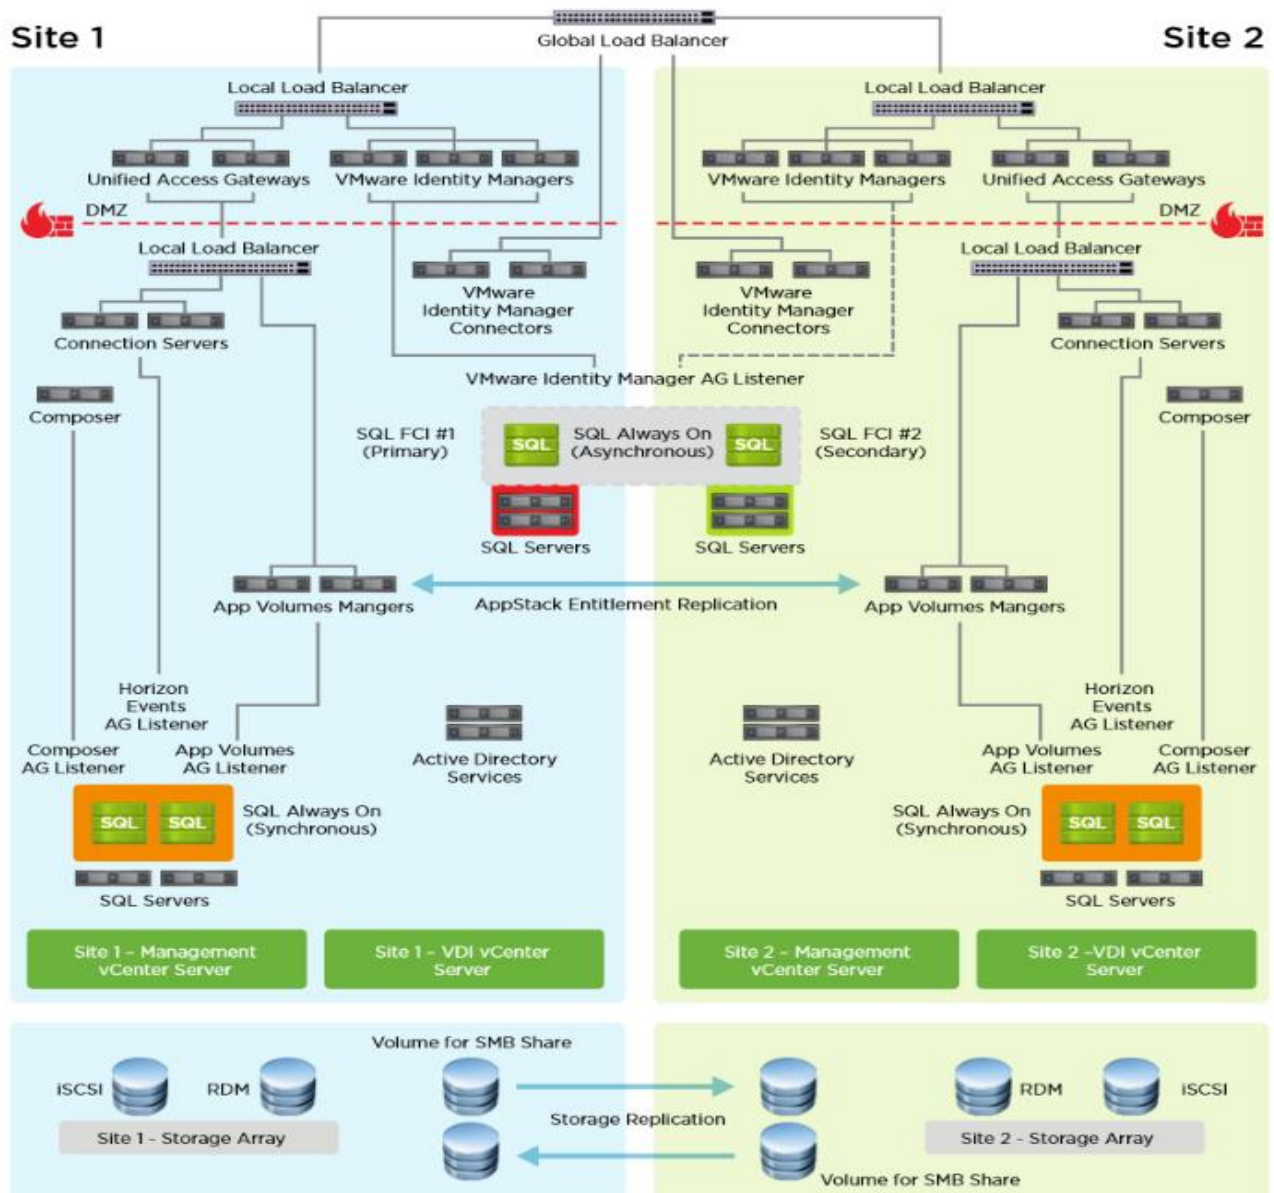 Site 1
Global Load Balancer
Site 2
Local Load Balancer
Local Load Balancer
Unified Access Gateways
VMware Identity Managers
VMware Identity Managers
Unified Access Gateways
DMZ
DMZ
Local Load Balancer
Local Load Balancer
VMware
Identity Manager
Connectors
VMware
Identity Manager
Connectors
Connection Servers
Connection Servers
VMware Identity Manager AG Listener
Composer
Composer
SQL FCI #1
(Primary)
SQL
SQL Always On
(Asynchronous)
SQL
SQL FCI #2
(Secondary)
SQL Servers
SQL Servers
App Volumes Mangers
AppStack Entitlement Replication
App Volumes Mangers
Horizon
Events
AG Listener
Horizon
Events
AG Listener
Composer
AG Listener
App Volumes
AG Listener
Active Directory
Services
Active Directory
Services
App Volumes
AG Listener
Composer
AG Listener
SQL
SQL
SQL Always On
(Synchronous)
SQL Always On
(Synchronous)
SQL
SQL
SQL Servers
SQL Servers
Site 1 - Management
vCenter Server
Site 1 - VDI vCenter
Server
Site 2 - Management
vCenter Server
Site 2 -VDI vCenter
Server
Volume for SMB Share
iSCSI
RDM
RDM
iSCSI
Storage Replication
Site 1 - Storage Array
Site 2 - Storage Array
Volume for SMB Share